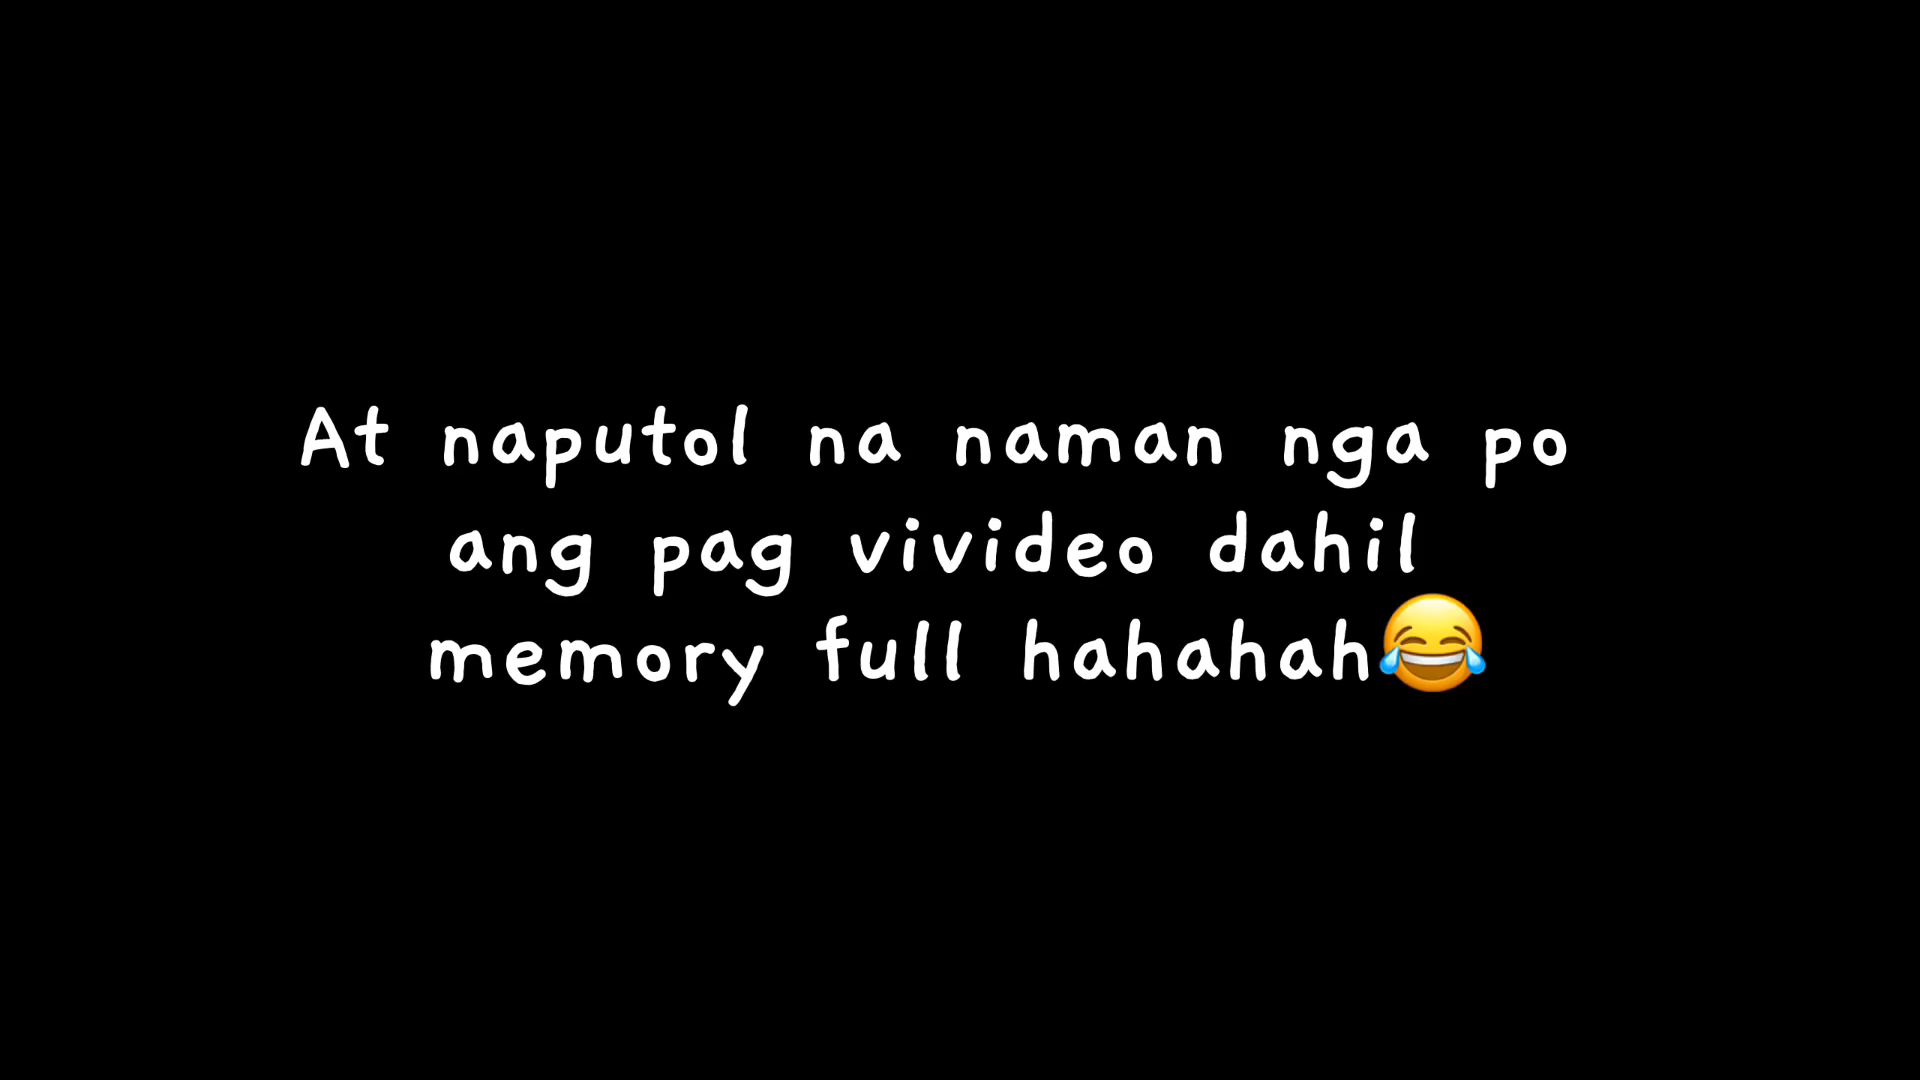 At naputol na naman nga po
ang pag vivideo dahil
memory full hahahah😂